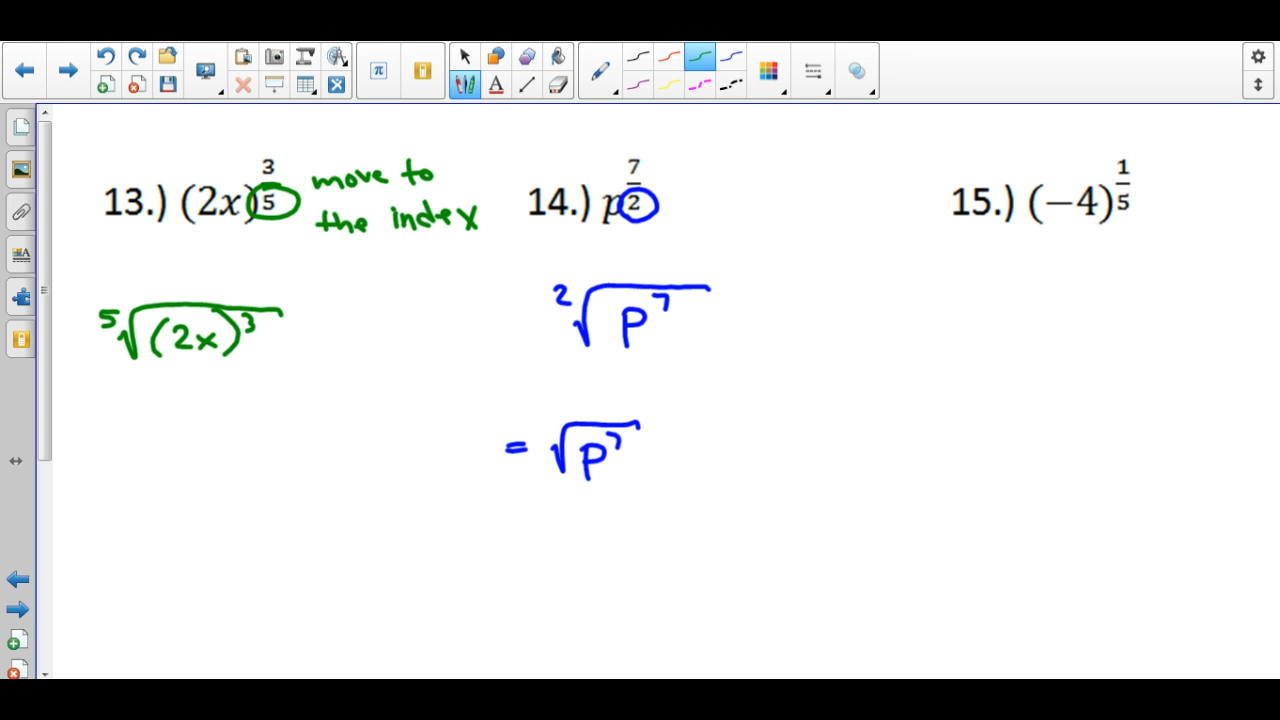 13.) (2x)^{3/5} move to
the index
14.) p^{7/2}
15.) (−4)^{1/5}
⁵√((2x)³)
²√(p⁷)
= √(p⁷)